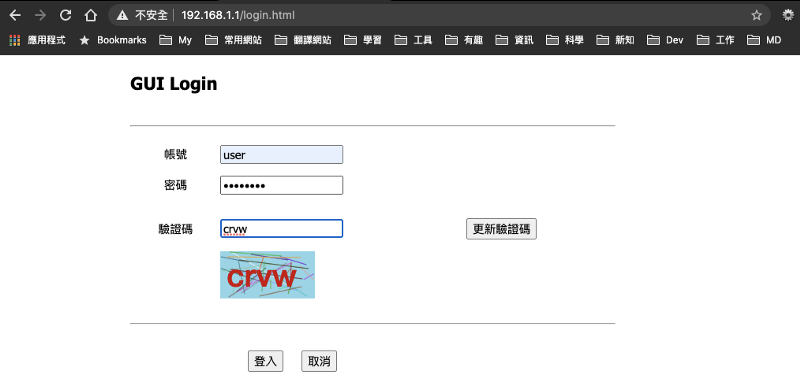 不安全 192.168.1.1/login.html
應用程式 Bookmarks My 常用網站 翻譯網站 學習 工具 有趣 資訊 科學 新知 Dev 工作 MD
GUI Login
帳號 user
密碼 ••••••••
驗證碼 crvw 更新驗證碼
crvw
登入 取消